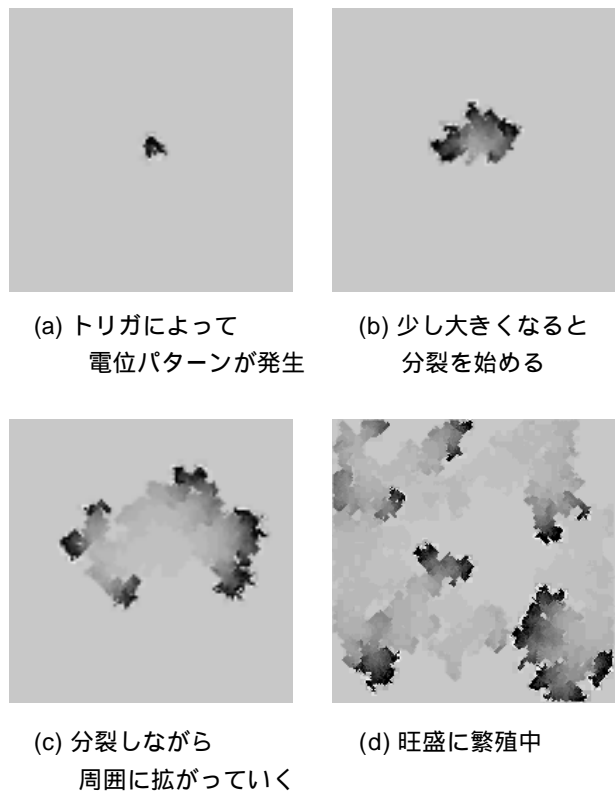 (a) トリガによって
電位パターンが発生
(b) 少し大きくなると
分裂を始める
(c) 分裂しながら
周囲に拡がっていく
(d) 旺盛に繁殖中